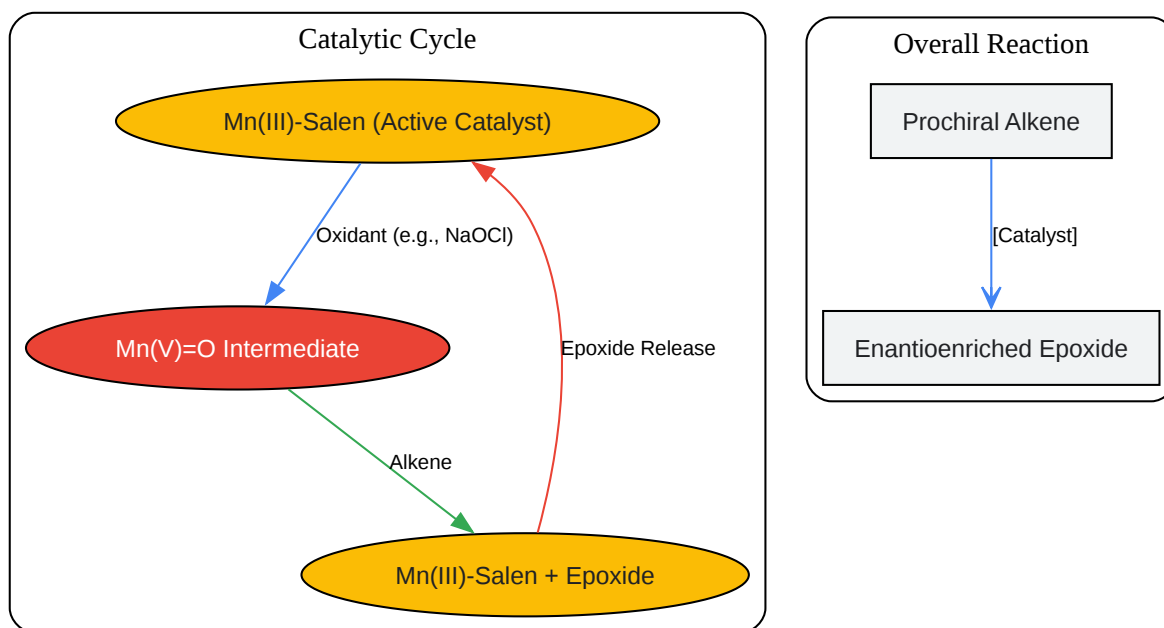 Catalytic Cycle
Mn(III)-Salen (Active Catalyst)
Oxidant (e.g., NaOCl)
Mn(V)=O Intermediate
Epoxide Release
Alkene
Mn(III)-Salen + Epoxide
Overall Reaction
Prochiral Alkene
[Catalyst]
Enantioenriched Epoxide